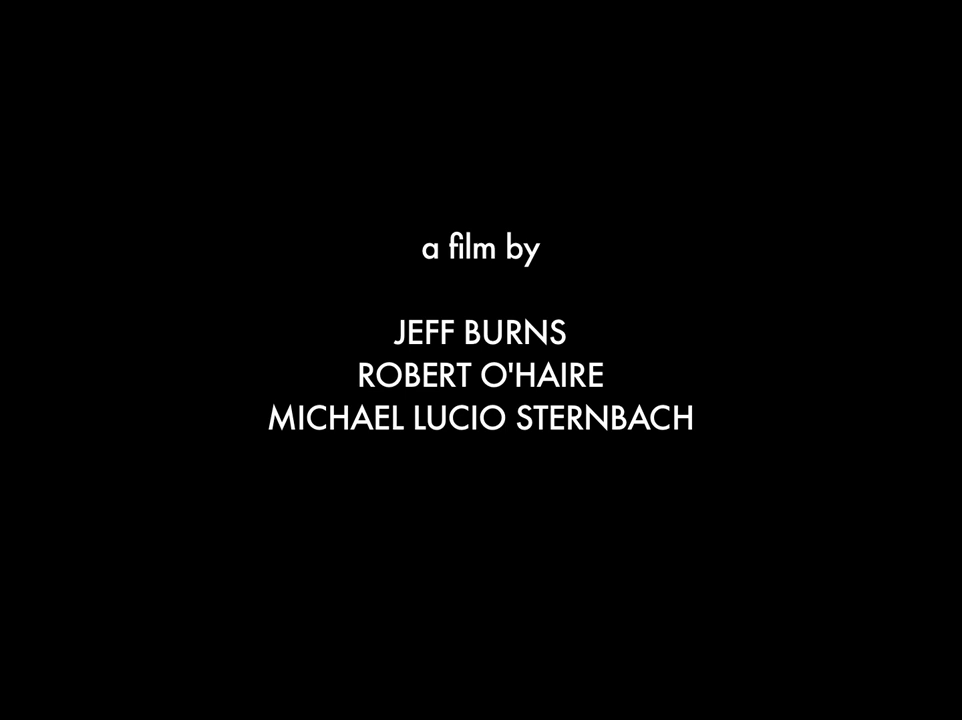 a film by
JEFF BURNS
ROBERT O'HAIRE
MICHAEL LUCIO STERNBACH